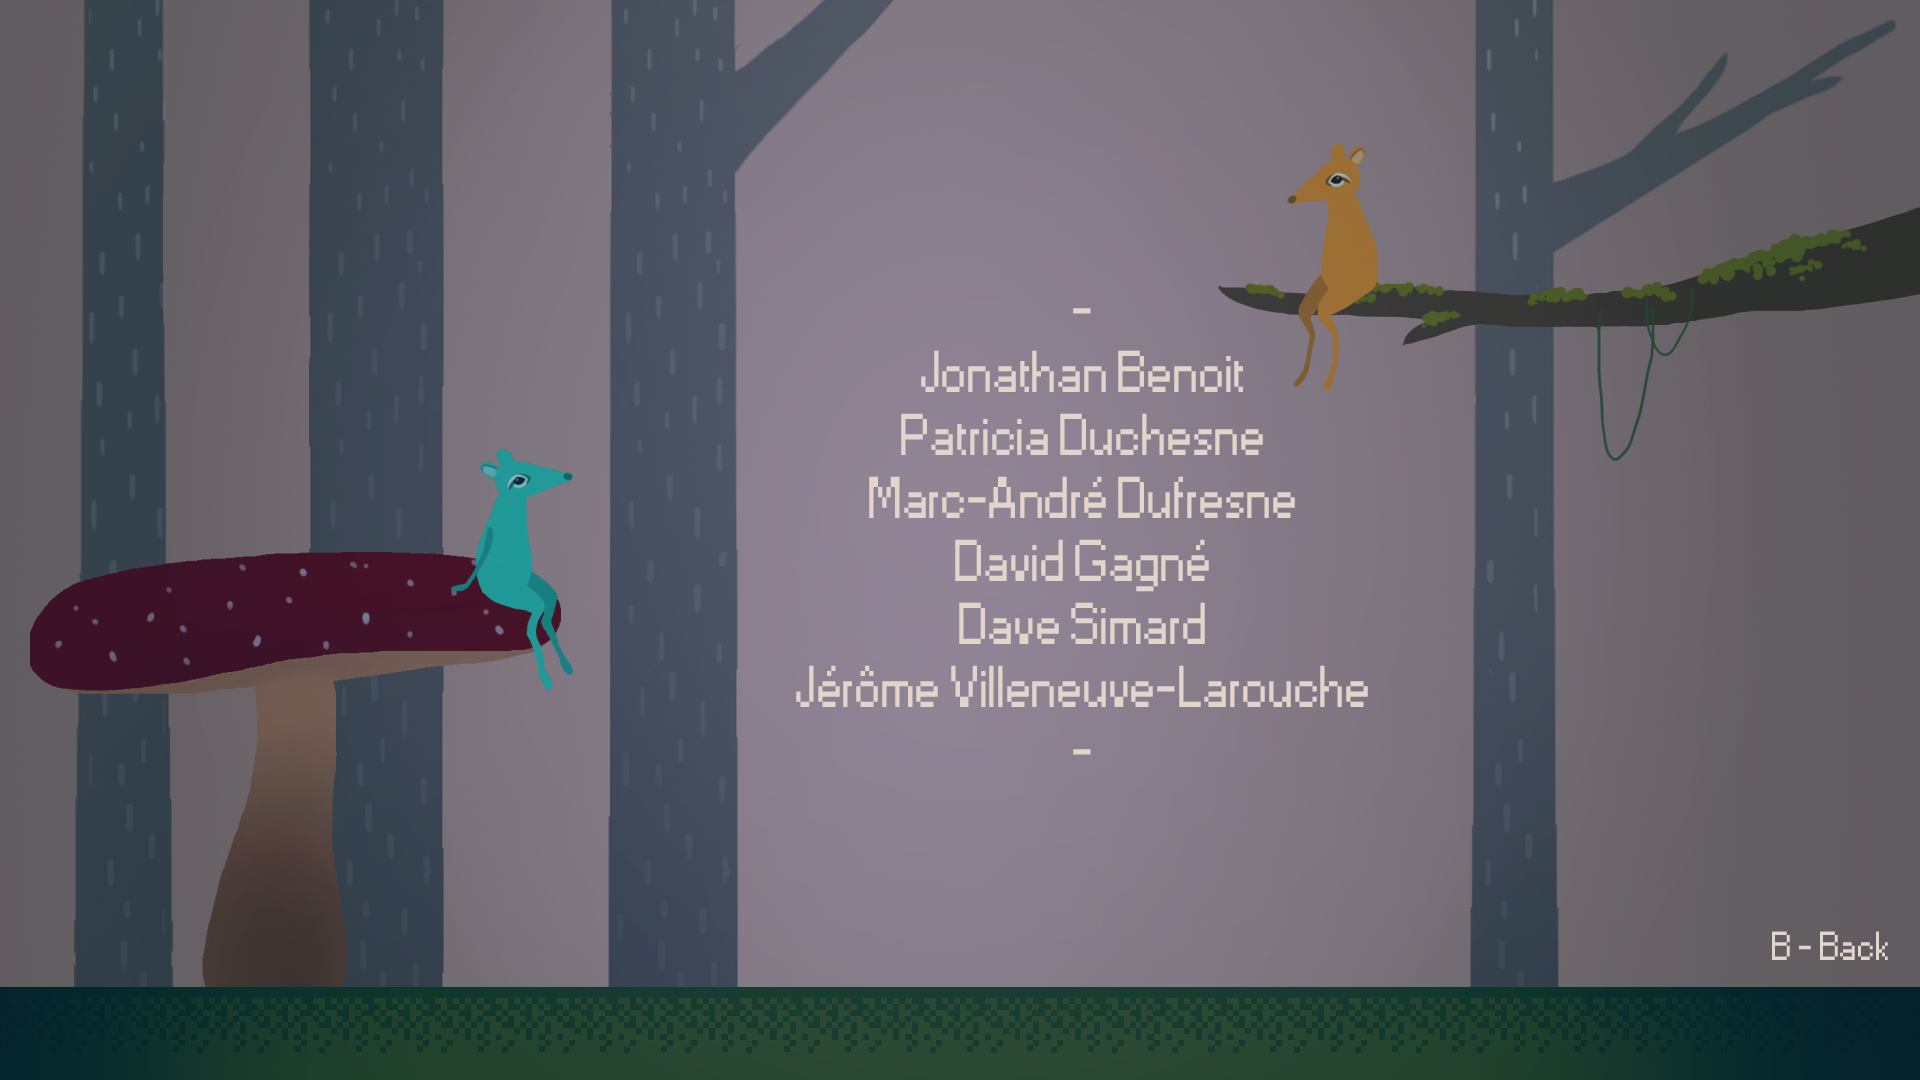 -
Jonathan Benoit
Patricia Duchesne
Marc-André Dufresne
David Gagné
Dave Simard
Jérôme Villeneuve-Larouche
-
B - Back